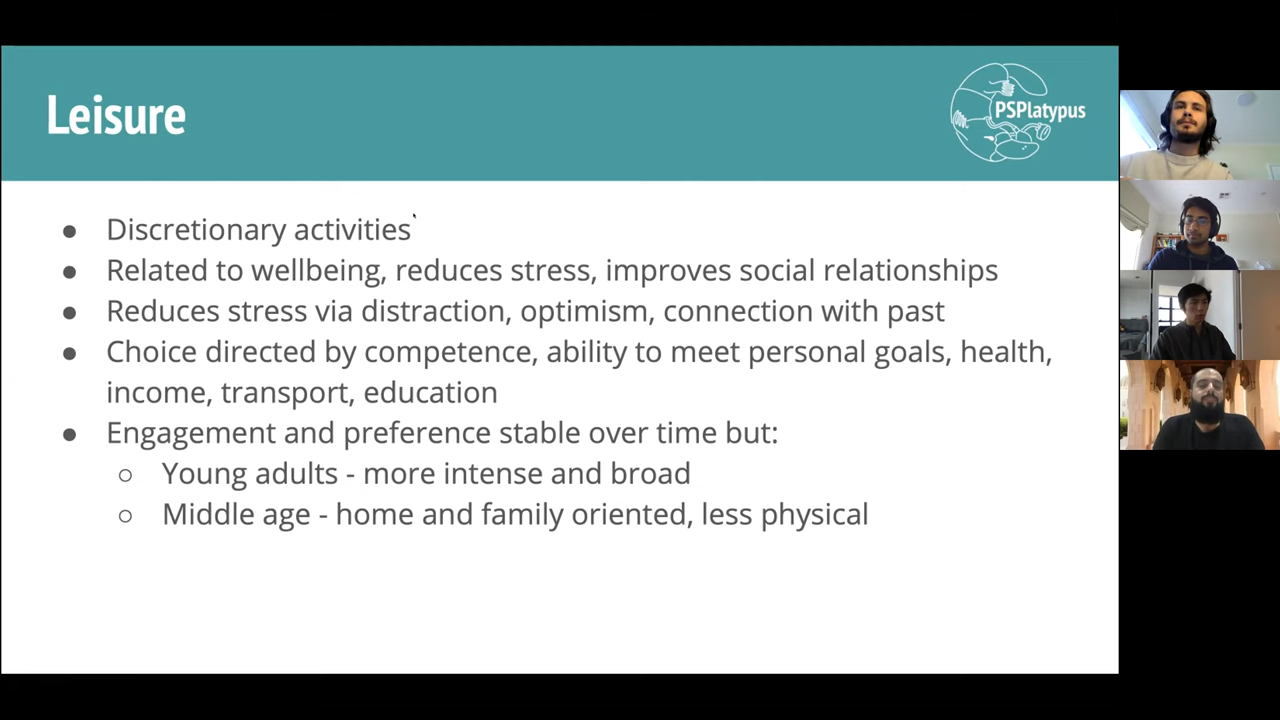 Leisure
PSPlatypus
● Discretionary activities
● Related to wellbeing, reduces stress, improves social relationships
● Reduces stress via distraction, optimism, connection with past
● Choice directed by competence, ability to meet personal goals, health,
income, transport, education
● Engagement and preference stable over time but:
○ Young adults - more intense and broad
○ Middle age - home and family oriented, less physical